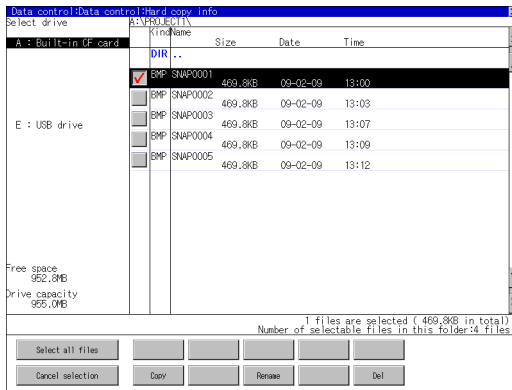 Data control:Data control:Hard copy info
Select drive
A:\PROJECT1\
Kind Name
Size Date Time
A : Built-in CF card
DIR ..
BMP SNAP0001
469.8KB 09-02-09 13:00
BMP SNAP0002
469.8KB 09-02-09 13:03
BMP SNAP0003
469.8KB 09-02-09 13:07
E : USB drive
BMP SNAP0004
469.8KB 09-02-09 13:09
BMP SNAP0005
469.8KB 09-02-09 13:12
Free space
952.8MB
Drive capacity
955.0MB
1 files are selected ( 469.8KB in total)
Number of selectable files in this folder:4 files
Select all files
Cancel selection Copy Rename Del